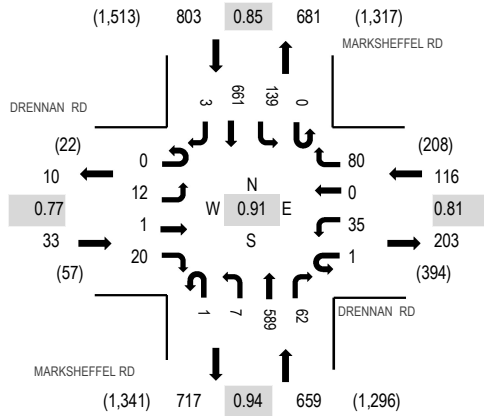 (1,513) 803 0.85 681 (1,317)
MARKSHEFFEL RD
DRENNAN RD
3 661 139 0
(22) (208)
10 0 80 116
12 N 0
0.77 W 0.91 E 0.81
1 S 35
33 20 1 203
(57) (394)
1 7 589 62
DRENNAN RD
MARKSHEFFEL RD
(1,341) 717 0.94 659 (1,296)